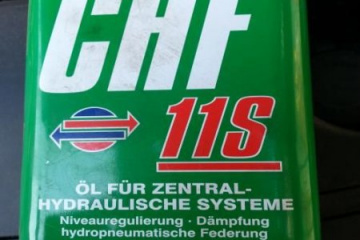 CHF
11S
ÖL FÜR ZENTRAL-
HYDRAULISCHE SYSTEME
Niveauregulierung · Dämpfung
hydropneumatische Federung